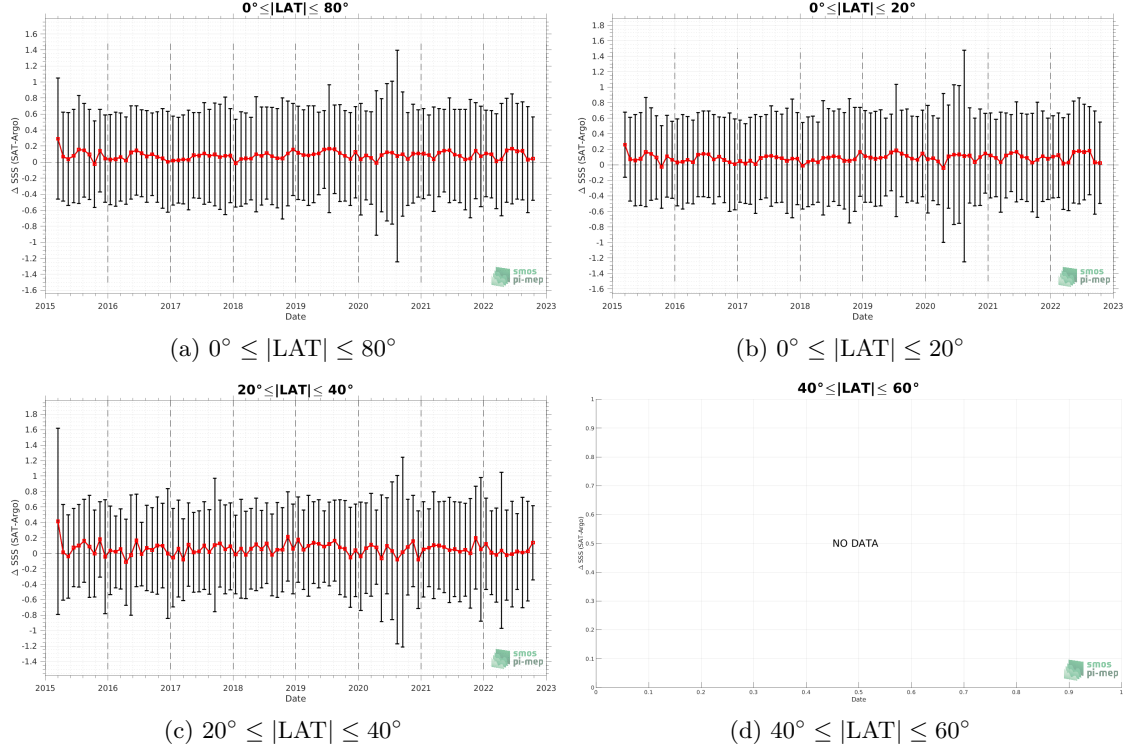 0°≤|LAT|≤ 80°
1.6
1.4
1.2
1
0.8
0.6
0.4
0.2
0
-0.2
-0.4
-0.6
-0.8
-1
-1.2
-1.4
-1.6
Δ SSS (SAT-Argo)
2015 2016 2017 2018 2019 2020 2021 2022 2023
Date
smos
pi-mep
(a) 0° ≤ |LAT| ≤ 80°
0°≤|LAT|≤ 20°
1.8
1.6
1.4
1.2
1
0.8
0.6
0.4
0.2
0
-0.2
-0.4
-0.6
-0.8
-1
-1.2
-1.4
-1.6
Δ SSS (SAT-Argo)
2015 2016 2017 2018 2019 2020 2021 2022 2023
Date
smos
pi-mep
(b) 0° ≤ |LAT| ≤ 20°
20°≤|LAT|≤ 40°
1.8
1.6
1.4
1.2
1
0.8
0.6
0.4
0.2
0
-0.2
-0.4
-0.6
-0.8
-1
-1.2
-1.4
Δ SSS (SAT-Argo)
2015 2016 2017 2018 2019 2020 2021 2022 2023
Date
smos
pi-mep
(c) 20° ≤ |LAT| ≤ 40°
40°≤|LAT|≤ 60°
1
0.9
0.8
0.7
0.6
0.5
0.4
0.3
0.2
0.1
0
Δ SSS (SAT-Argo)
NO DATA
0 0.1 0.2 0.3 0.4 0.5 0.6 0.7 0.8 0.9 1
Date
smos
pi-mep
(d) 40° ≤ |LAT| ≤ 60°